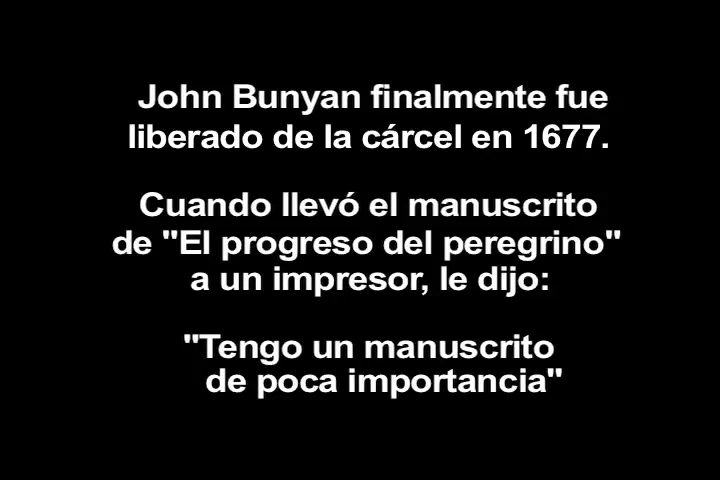 John Bunyan finalmente fue
liberado de la cárcel en 1677.
Cuando llevó el manuscrito
de "El progreso del peregrino"
a un impresor, le dijo:
"Tengo un manuscrito
de poca importancia"